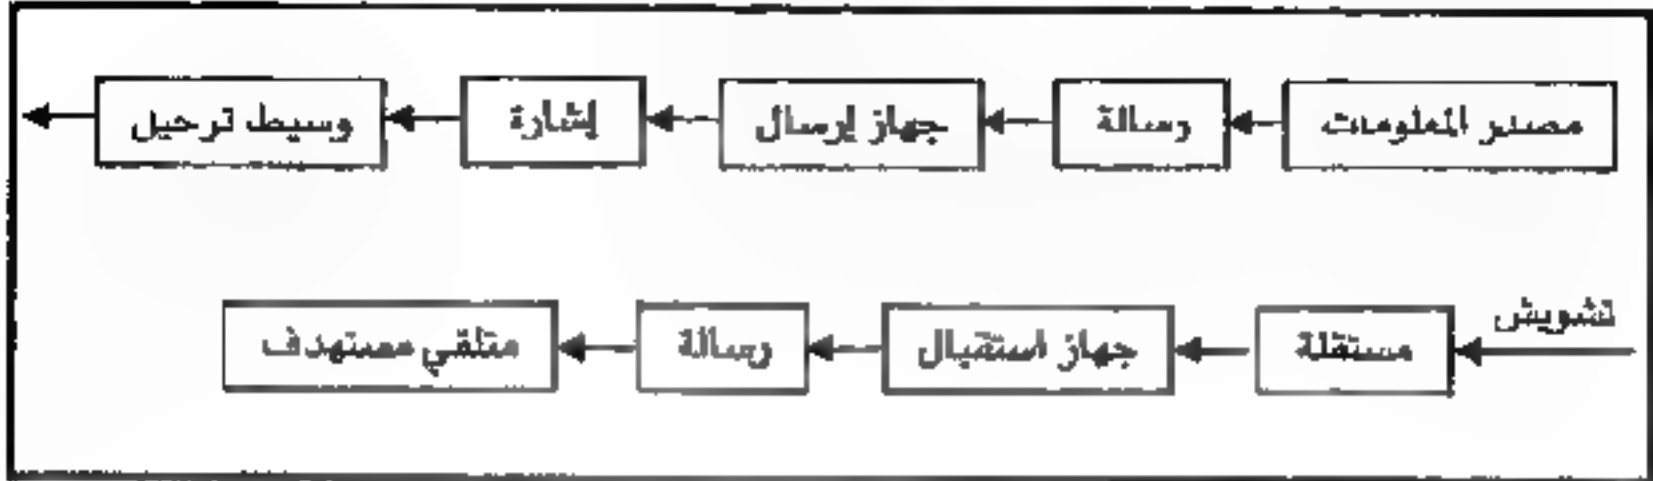 مصدر المعلومات
رسالة
جهاز إرسال
إشارة
وسيط ترحيل
تشويش
مستقلة
جهاز استقبال
رسالة
متلقي مستهدف